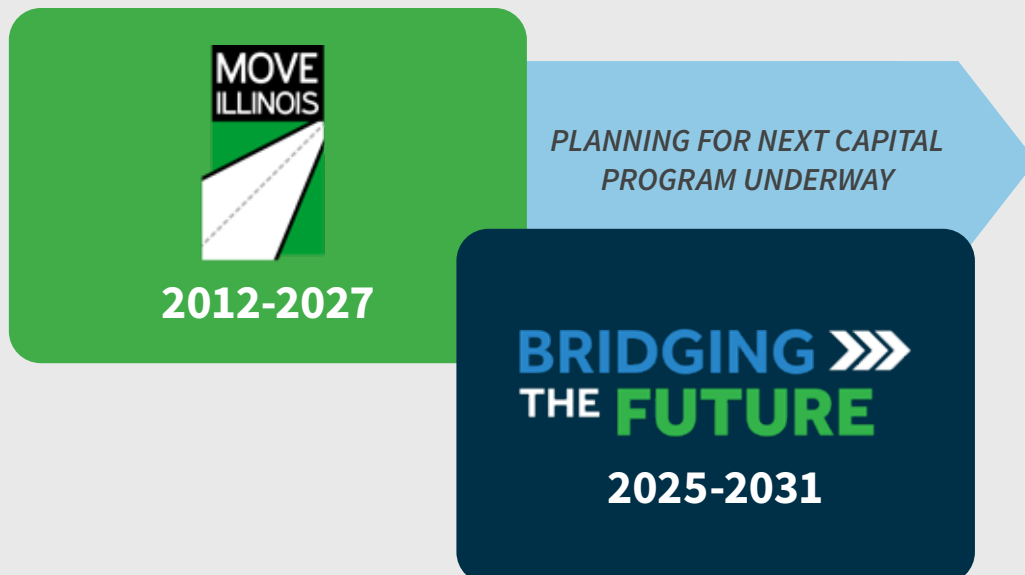 MOVE
ILLINOIS
2012-2027
PLANNING FOR NEXT CAPITAL
PROGRAM UNDERWAY
BRIDGING
THE FUTURE
2025-2031